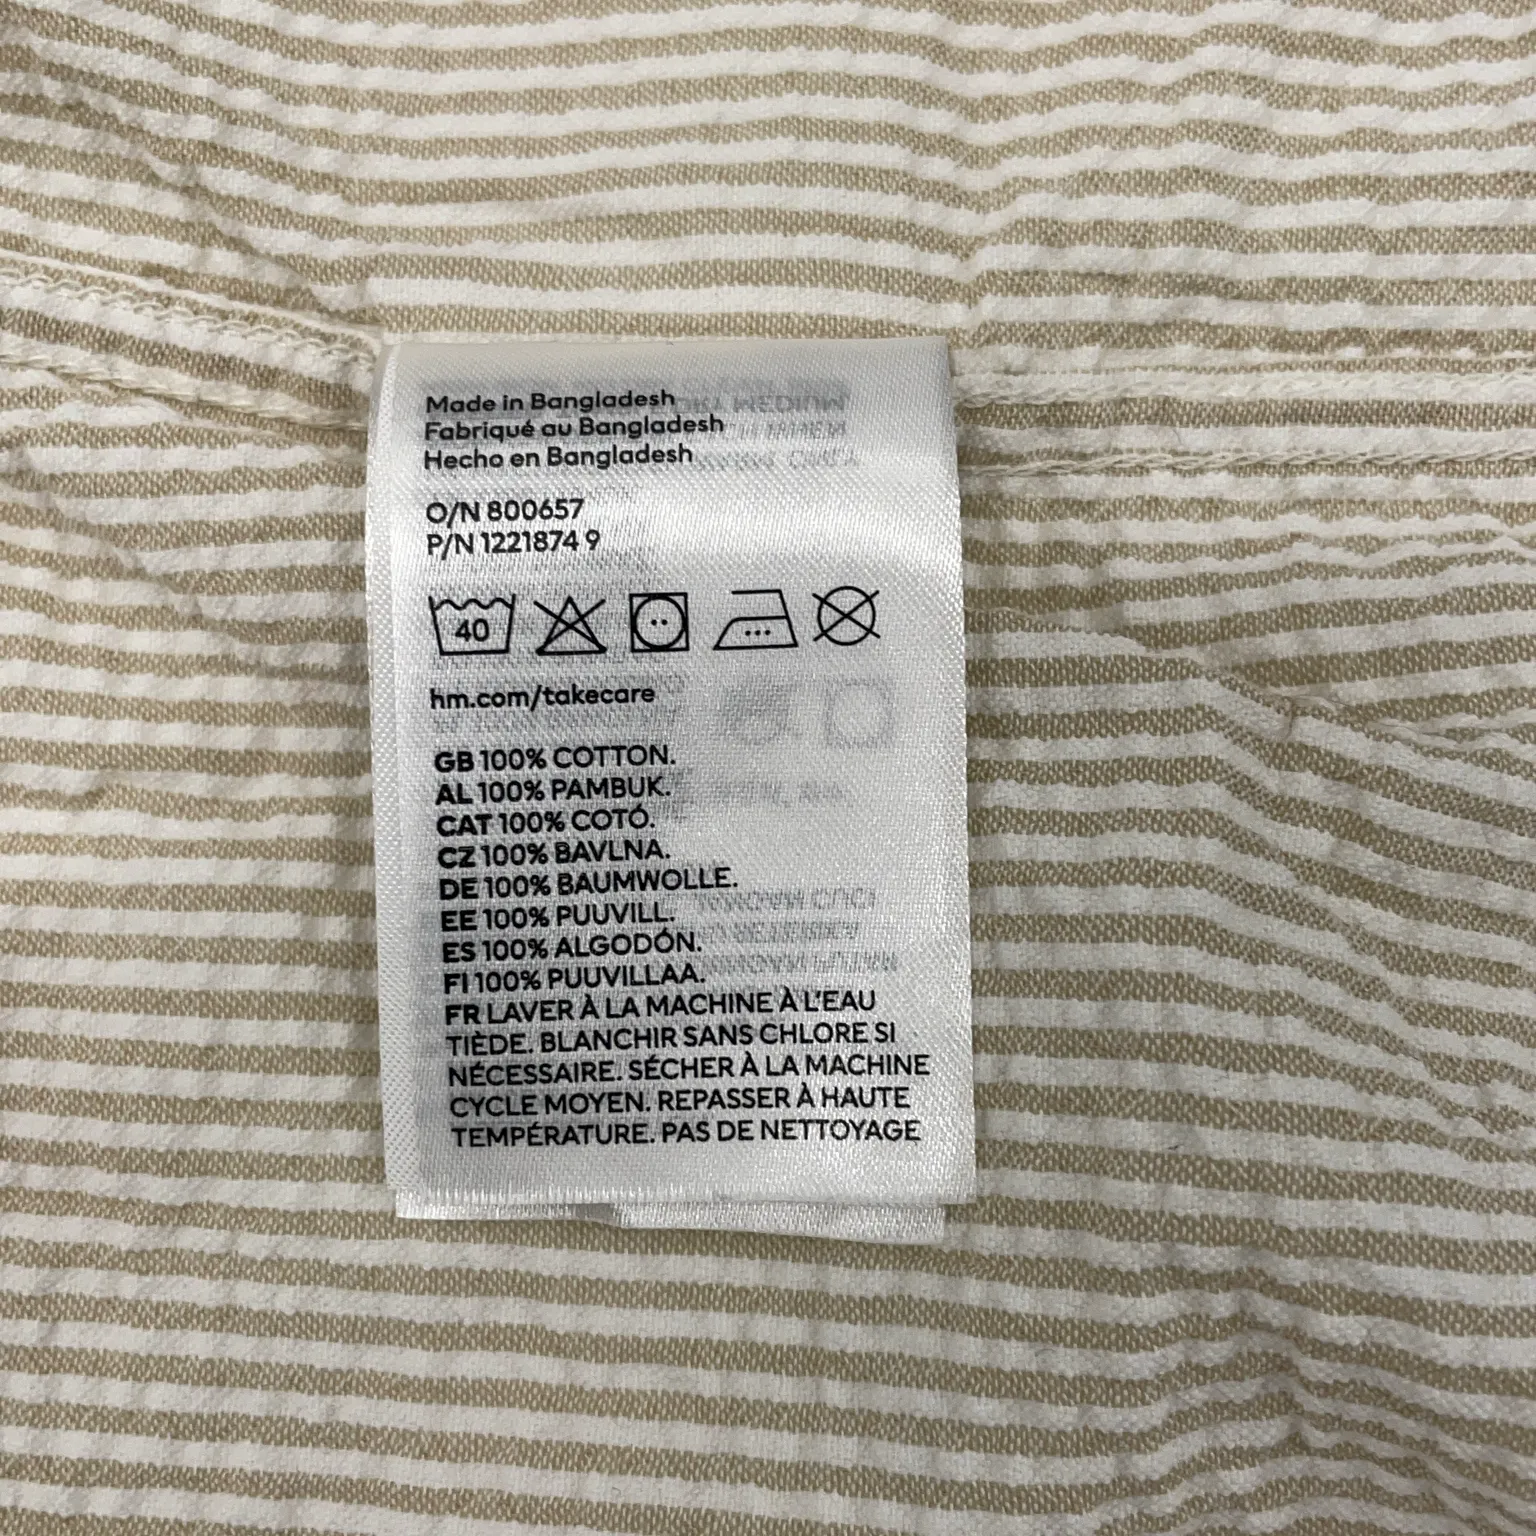 Made in Bangladesh
Fabriqué au Bangladesh
Hecho en Bangladesh
O/N 800657
P/N 1221874 9
40
hm.com/takecare
GB 100% COTTON.
AL 100% PAMBUK.
CAT 100% COTÓ.
CZ 100% BAVLNA.
DE 100% BAUMWOLLE.
EE 100% PUUVILL.
ES 100% ALGODÓN.
FI 100% PUUVILLAA.
FR LAVER À LA MACHINE À L'EAU
TIÈDE. BLANCHIR SANS CHLORE SI
NÉCESSAIRE. SÉCHER À LA MACHINE
CYCLE MOYEN. REPASSER À HAUTE
TEMPÉRATURE. PAS DE NETTOYAGE